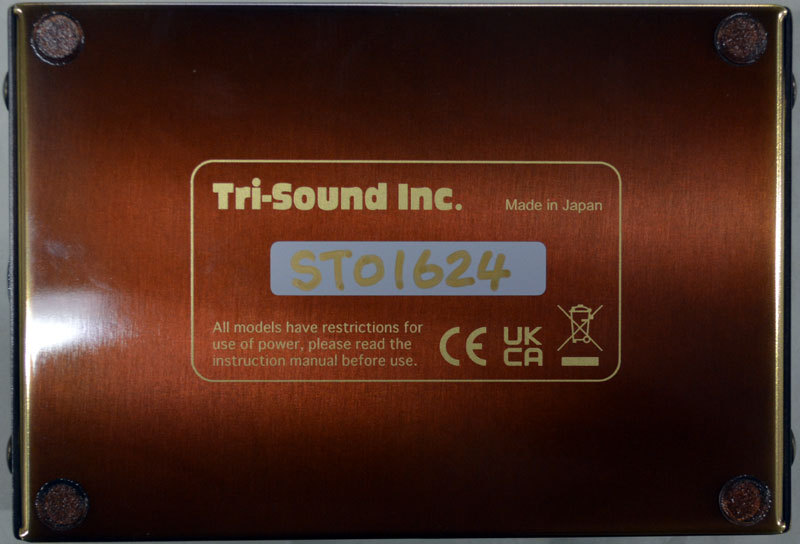 Tri-Sound Inc.
Made in Japan
ST01624
All models have restrictions for
use of power, please read the
instruction manual before use.
CE
UK
CA